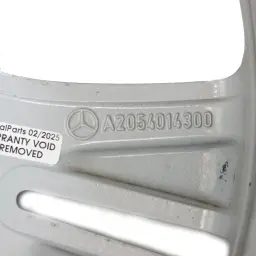 A2054014300
alParts 02/2025
RANTY VOID
REMOVED